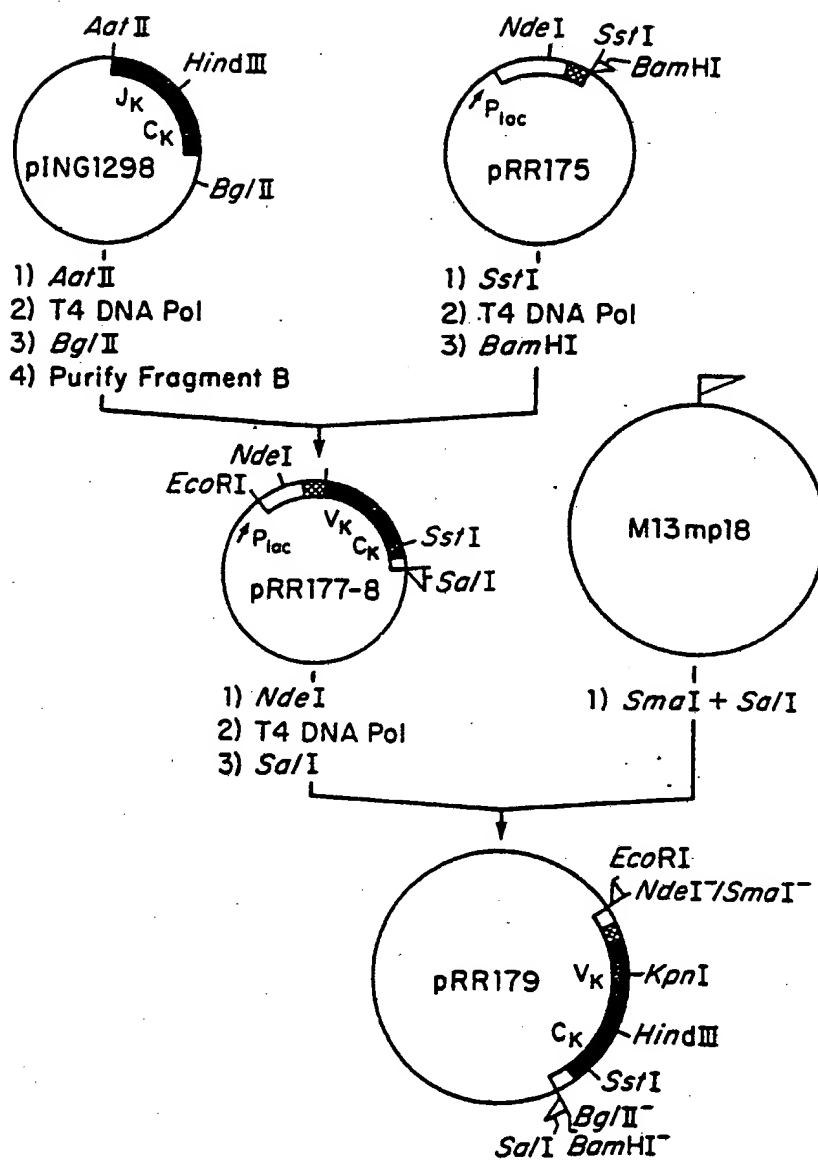 AatII
HindIII
JK
CK
pING1298
BglII
1) AatII
2) T4 DNA Pol
3) BglII
4) Purify Fragment B
NdeI
SstI
BamHI
Plac
pRR175
1) SstI
2) T4 DNA Pol
3) BamHI
NdeI
EcoRI
Plac
VK
CK
SstI
SalI
pRR177-8
M13mp18
1) NdeI
2) T4 DNA Pol
3) SalI
1) SmaI + SalI
EcoRI
NdeI⁻/SmaI⁻
pRR179
VK
KpnI
CK
HindIII
SstI
BglII⁻
SalI BamHI⁻